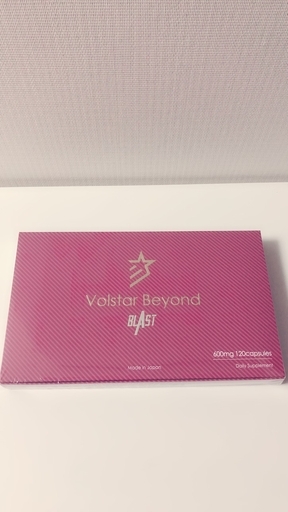 Volstar Beyond
BLAST
600mg 120capsules
Made in Japan
Daily Supplement